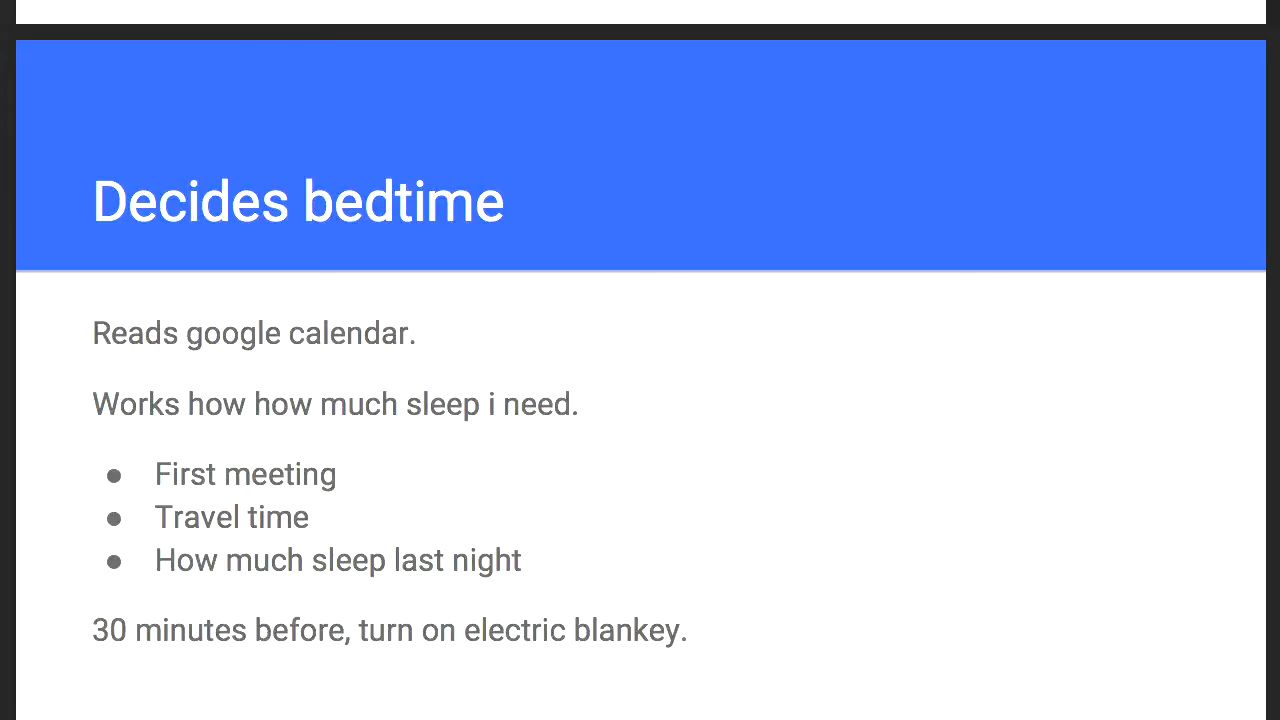 Decides bedtime
Reads google calendar.
Works how how much sleep i need.
● First meeting
● Travel time
● How much sleep last night
30 minutes before, turn on electric blankey.